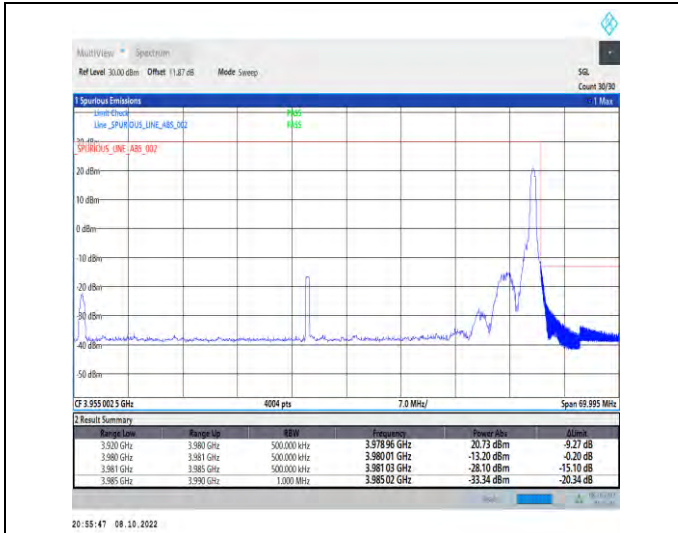 MultiView Spectrum
Ref Level 30.00 dBm Offset 11.87 dB Mode Sweep SGL
Count 30/30
1 Spurious Emissions 1 Max
Limit Check PASS
Line _SPURIOUS_LINE_ABS_002 PASS
30 dBm
_SPURIOUS_LINE_ABS_002
20 dBm
10 dBm
0 dBm
-10 dBm
-20 dBm
-30 dBm
-40 dBm
-50 dBm
CF 3.955 002 5 GHz 4004 pts 7.0 MHz/ Span 69.995 MHz
2 Result Summary
Range Low Range Up RBW Frequency Power Abs ΔLimit
3.920 GHz 3.980 GHz 500.000 kHz 3.978 96 GHz 20.73 dBm -9.27 dB
3.980 GHz 3.981 GHz 500.000 kHz 3.980 01 GHz -13.20 dBm -0.20 dB
3.981 GHz 3.985 GHz 500.000 kHz 3.981 03 GHz -28.10 dBm -15.10 dB
3.985 GHz 3.990 GHz 1.000 MHz 3.985 02 GHz -33.34 dBm -20.34 dB
20:55:47 08.10.2022